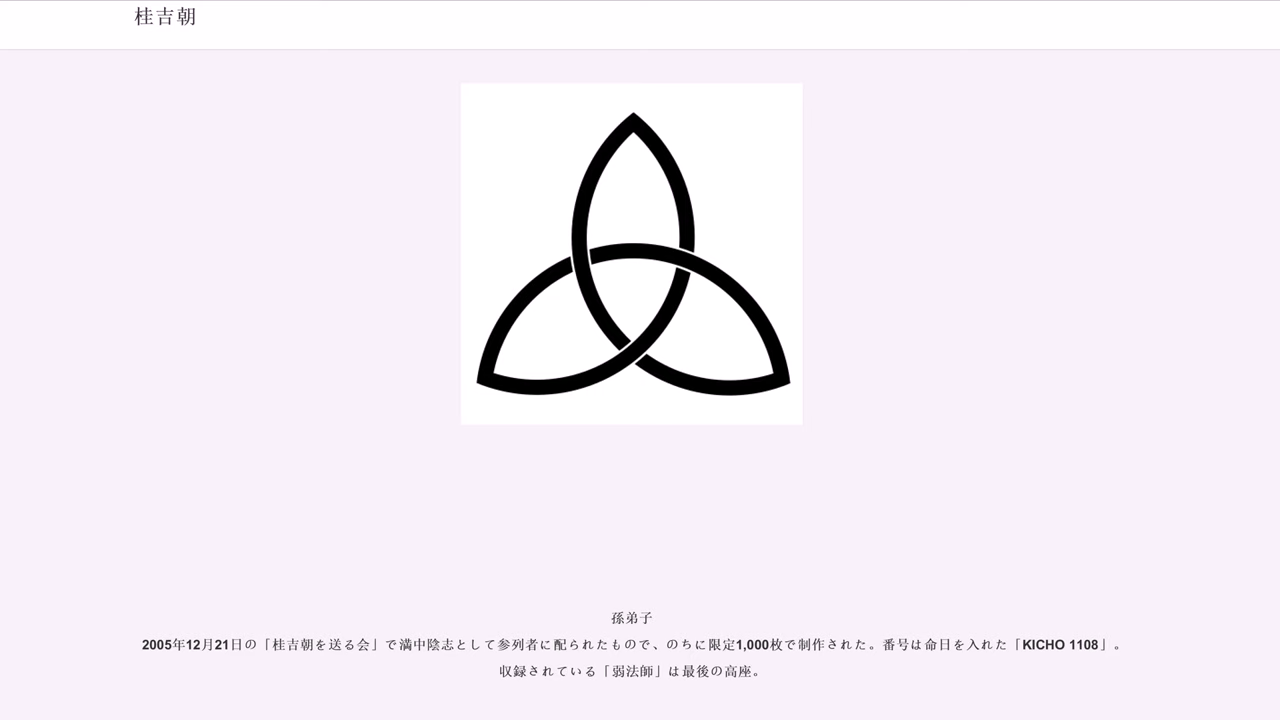 桂吉朝
孫弟子
2005年12月21日の「桂吉朝を送る会」で満中陰志として参列者に配られたもので、のちに限定1,000枚で制作された。番号は命日を入れた「KICHO 1108」。
収録されている「弱法師」は最後の高座。